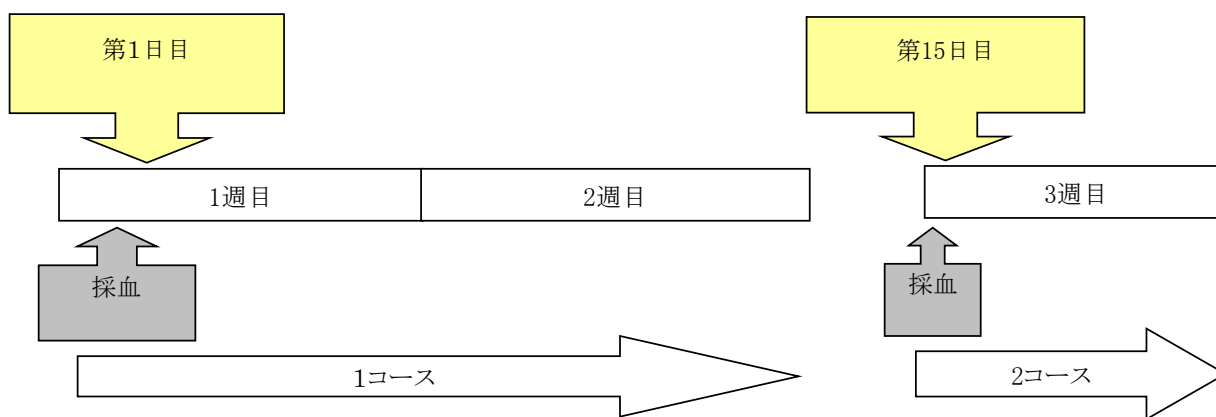 第1日目
第15日目
1週目
2週目
3週目
採血
採血
1コース
2コース